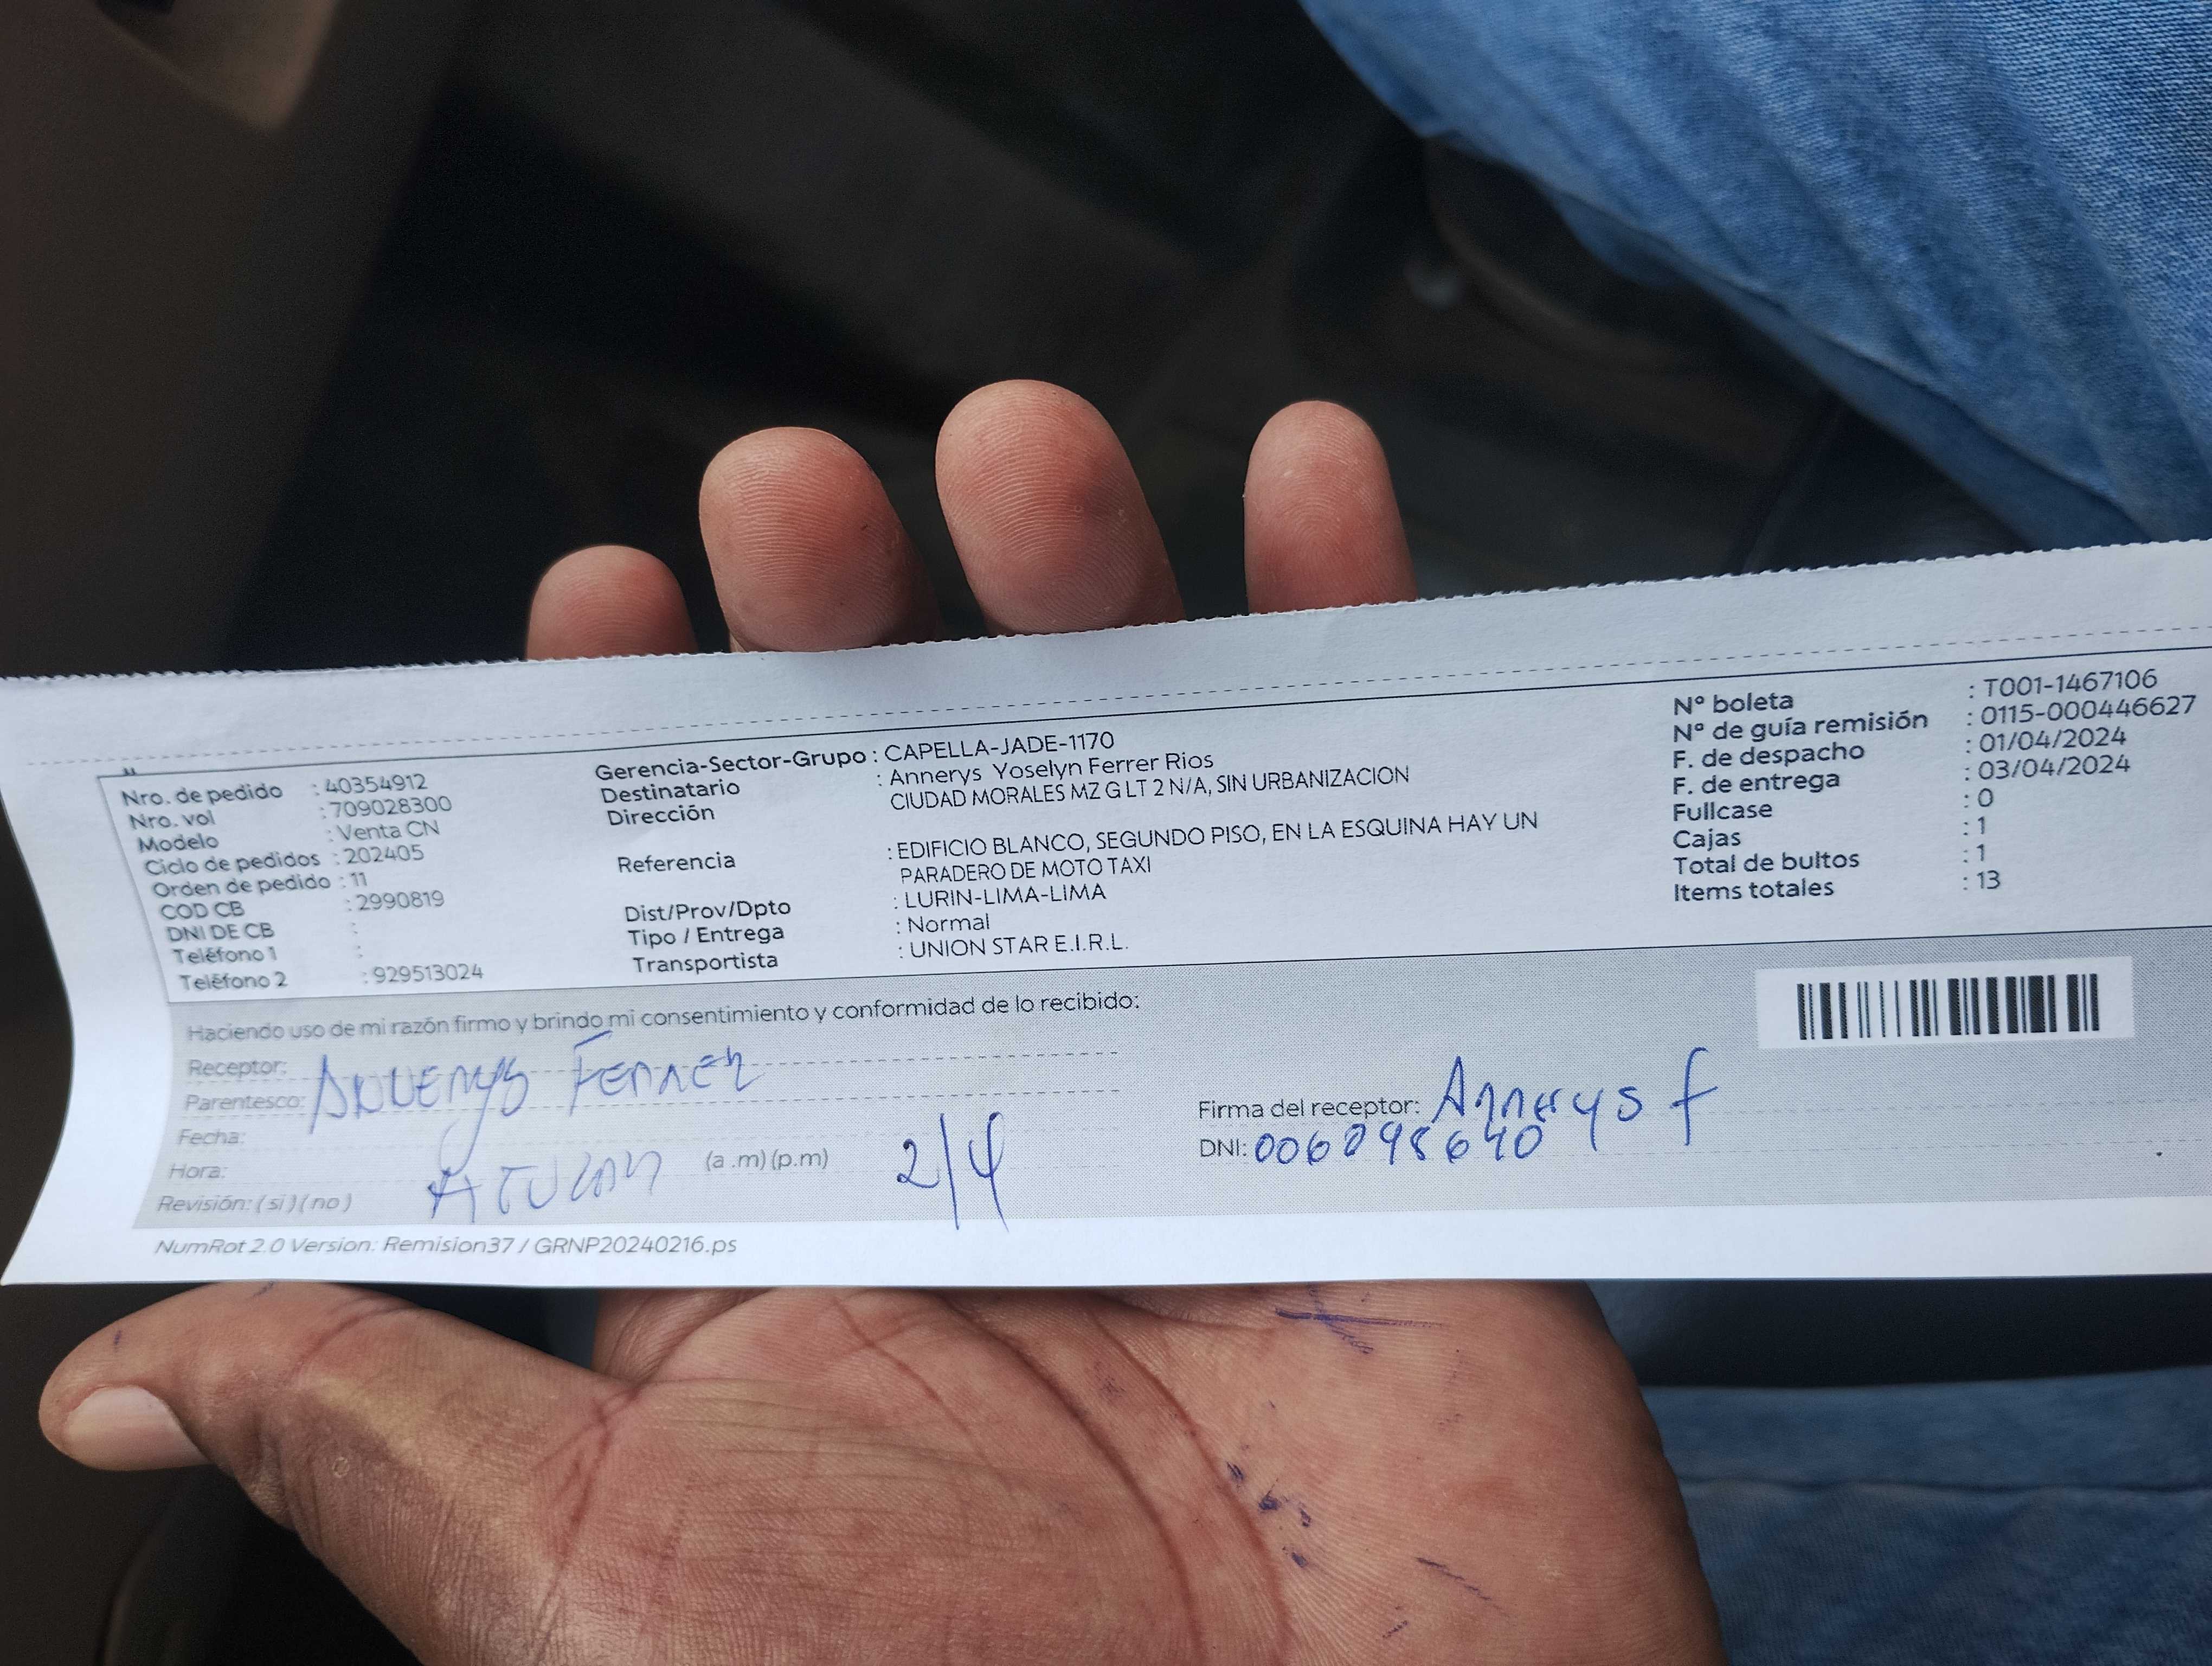 Nro. de pedido : 40354912
Nro. vol : 709028300
Modelo : Venta CN
Ciclo de pedidos : 202405
Orden de pedido : 11
COD CB : 2990819
DNI DE CB :
Teléfono 1 :
Teléfono 2 : 929513024
Gerencia-Sector-Grupo : CAPELLA-JADE-1170
Destinatario : Annerys Yoselyn Ferrer Rios
Dirección CIUDAD MORALES MZ G LT 2 N/A, SIN URBANIZACION
Referencia : EDIFICIO BLANCO, SEGUNDO PISO, EN LA ESQUINA HAY UN
PARADERO DE MOTO TAXI
Dist/Prov/Dpto : LURIN-LIMA-LIMA
Tipo / Entrega : Normal
Transportista : UNION STAR E.I.R.L.
Nº boleta : T001-1467106
Nº de guía remisión : 0115-000446627
F. de despacho : 01/04/2024
F. de entrega : 03/04/2024
Fullcase : 0
Cajas : 1
Total de bultos : 1
Items totales : 13
Haciendo uso de mi razón firmo y brindo mi consentimiento y conformidad de lo recibido:
Receptor: Annerys Ferrer
Parentesco:
Fecha:
Hora: (a .m) (p.m) 2/4
Revisión: ( si ) ( no )
Firma del receptor: Annerys f
DNI: 006098640
NumRot 2.0 Version: Remision37 / GRNP20240216.ps